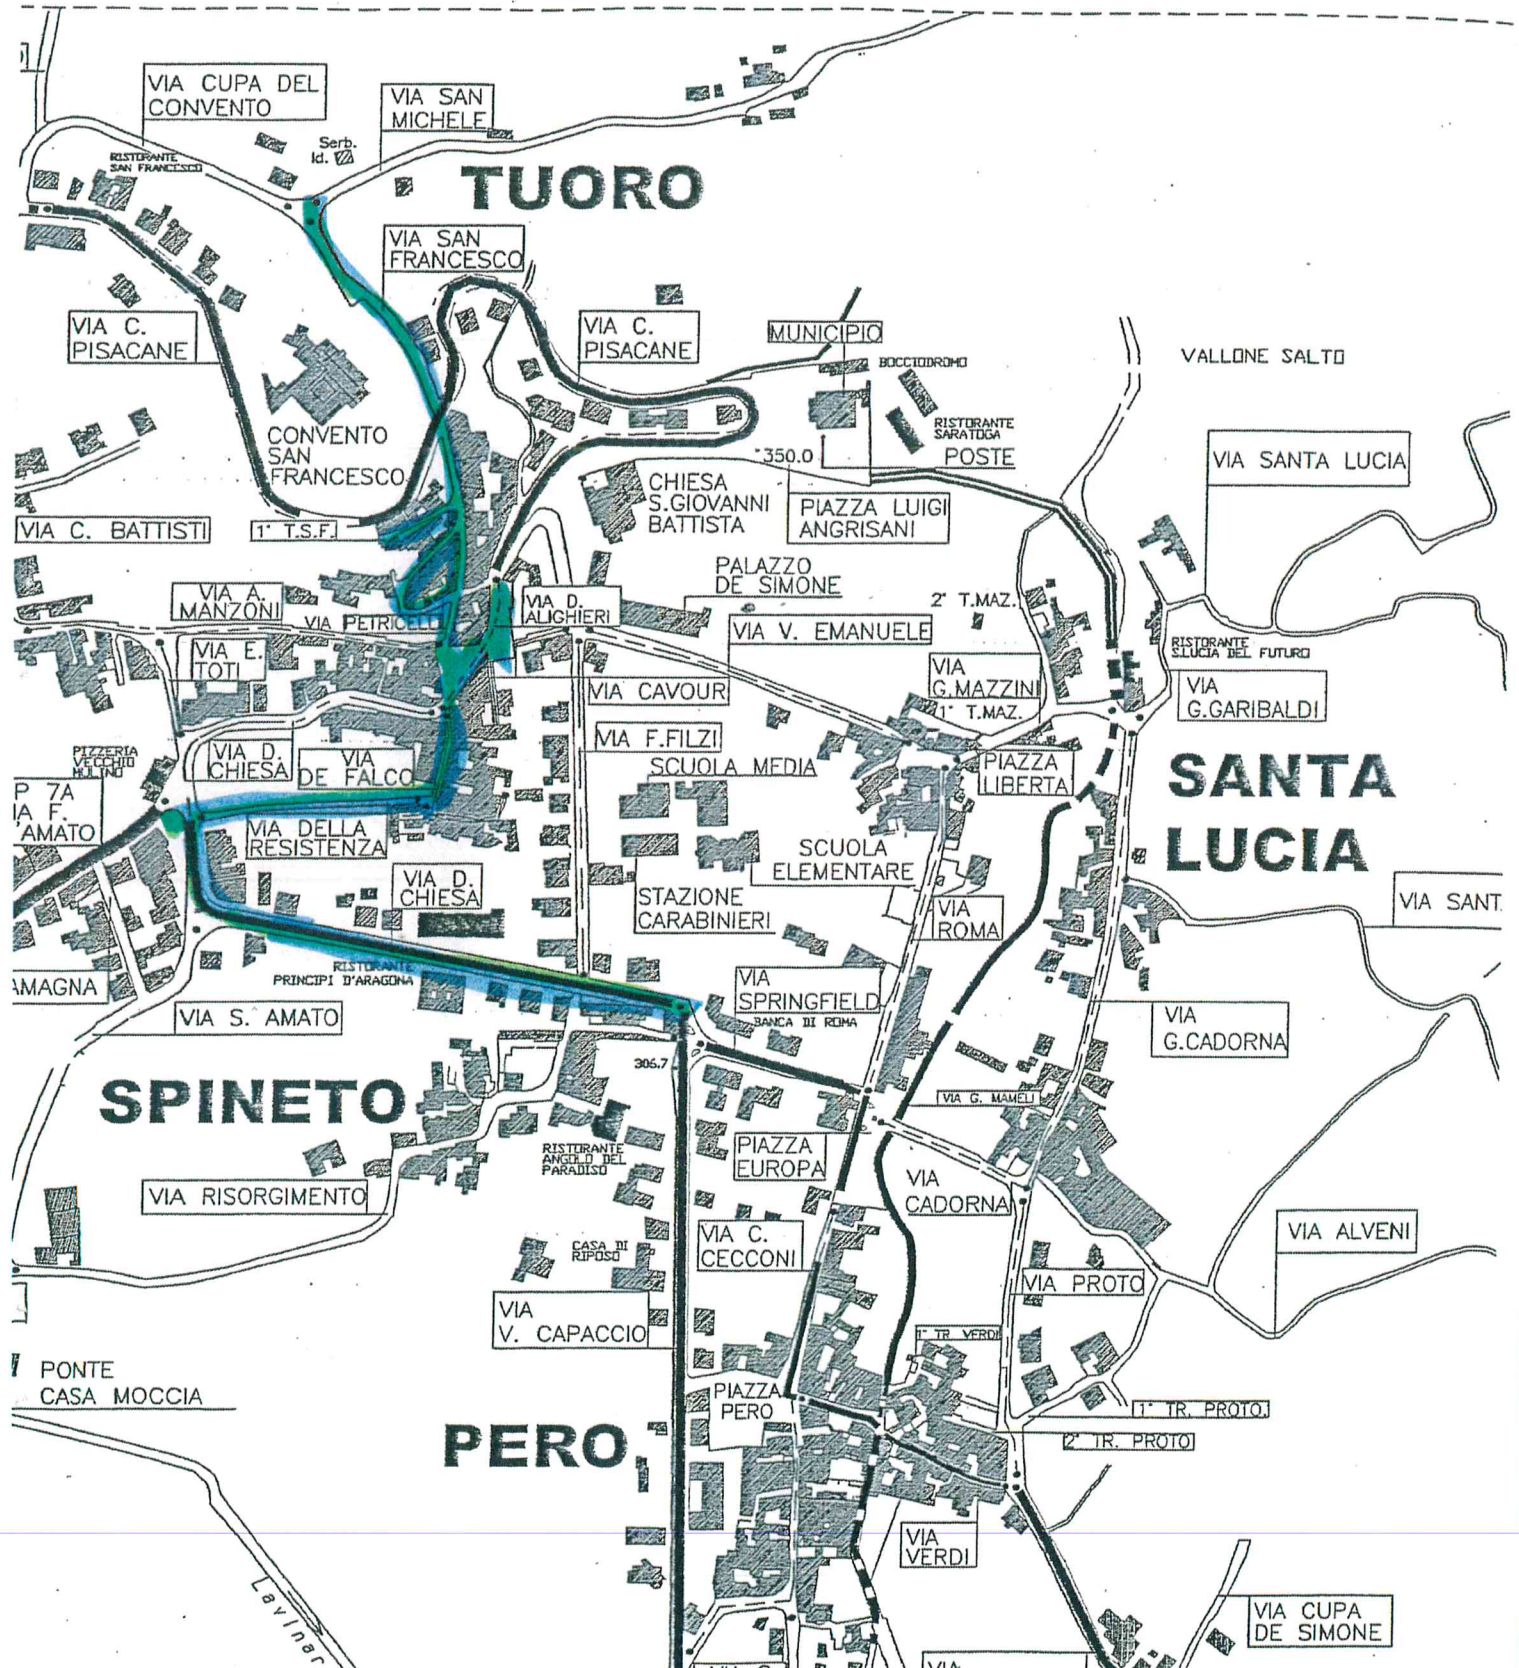 VIA CUPA DEL
CONVENTO
VIA SAN
MICHELE
Serb.
Id.
RISTORANTE
SAN FRANCESCO
TUORO
VIA SAN
FRANCESCO
VIA C.
PISACANE
VIA C.
PISACANE
MUNICIPIO
BOCCIODROMO
VALLONE SALTO
RISTORANTE
SARATOGA
POSTE
350.0
CONVENTO
SAN
FRANCESCO
CHIESA
S.GIOVANNI
BATTISTA
PIAZZA LUIGI
ANGRISANI
VIA SANTA LUCIA
VIA C. BATTISTI
1° T.S.F.
PALAZZO
DE SIMONE
VIA A.
MANZONI
VIA D.
ALIGHIERI
2° T.MAZ.
VIA PETRICELLI
VIA V. EMANUELE
VIA E.
TOTI
RISTORANTE
S.LUCIA DEL FUTURO
VIA
G.MAZZINI
1° T.MAZ.
VIA CAVOUR
VIA
G.GARIBALDI
VIA F.FILZI
PIZZERIA
VECCHIO
MULINO
VIA D.
CHIESA
VIA
DE FALCO
SCUOLA MEDIA
PIAZZA
LIBERTA
SANTA
LUCIA
P 7A
IA F.
'AMATO
VIA DELLA
RESISTENZA
SCUOLA
ELEMENTARE
VIA D.
CHIESA
STAZIONE
CARABINIERI
VIA
ROMA
VIA SANT
AMAGNA
RISTORANTE
PRINCIPI D'ARAGONA
VIA
SPRINGFIELD
BANCA DI ROMA
VIA S. AMATO
VIA
G.CADORNA
306.7
SPINETO
VIA G. MAMELI
RISTORANTE
ANGOLO DEL
PARADISO
PIAZZA
EUROPA
VIA
CADORNA
VIA RISORGIMENTO
VIA C.
CECCONI
VIA ALVENI
CASA DI
RIPOSO
VIA PROTO
VIA
V. CAPACCIO
1° TR. VERDI
PONTE
CASA MOCCIA
PIAZZA
PERO
1° TR. PROTO
2° TR. PROTO
PERO
VIA
VERDI
Lavinar
VIA CUPA
DE SIMONE
VIA